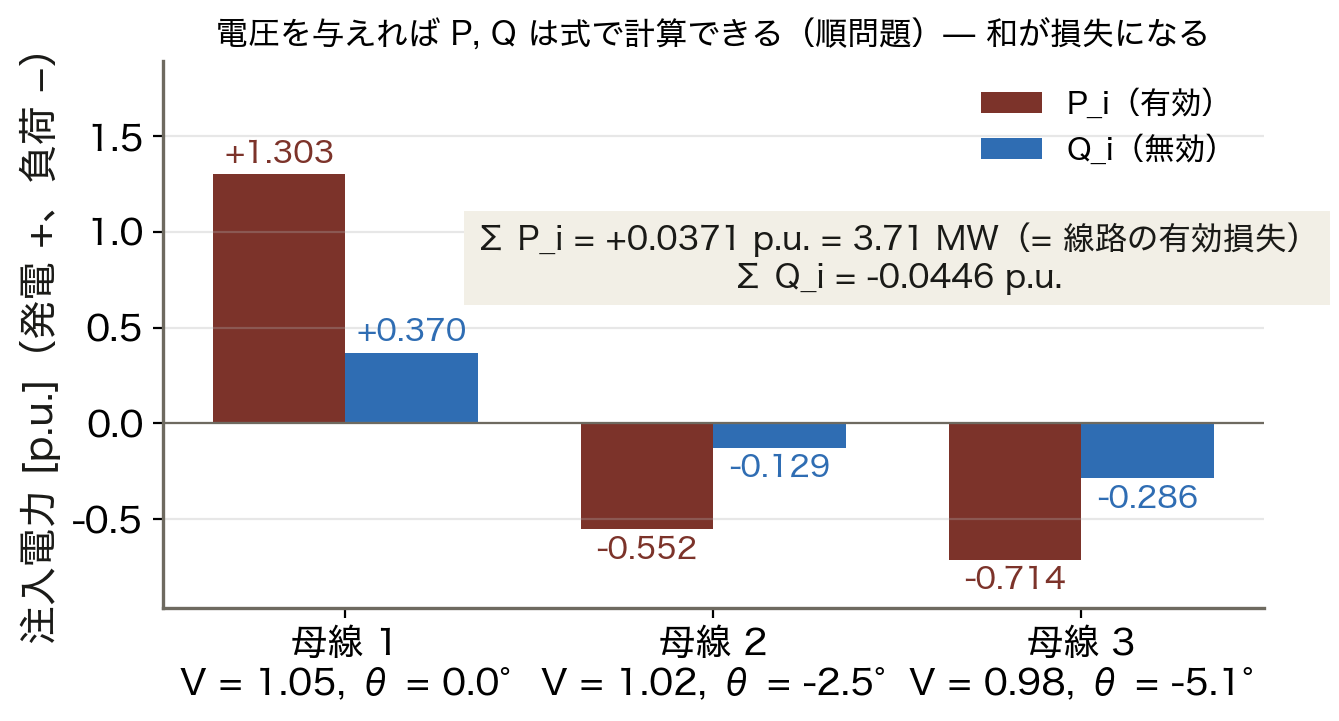 電圧を与えれば P, Q は式で計算できる（順問題）— 和が損失になる
注入電力 [p.u.]（発電 +、負荷 −）
P_i（有効）
Q_i（無効）
1.5
1.0
0.5
0.0
-0.5
+1.303
+0.370
Σ P_i = +0.0371 p.u. = 3.71 MW（= 線路の有効損失）
Σ Q_i = -0.0446 p.u.
-0.552
-0.129
-0.714
-0.286
母線 1
V = 1.05, θ = 0.0°
母線 2
V = 1.02, θ = -2.5°
母線 3
V = 0.98, θ = -5.1°